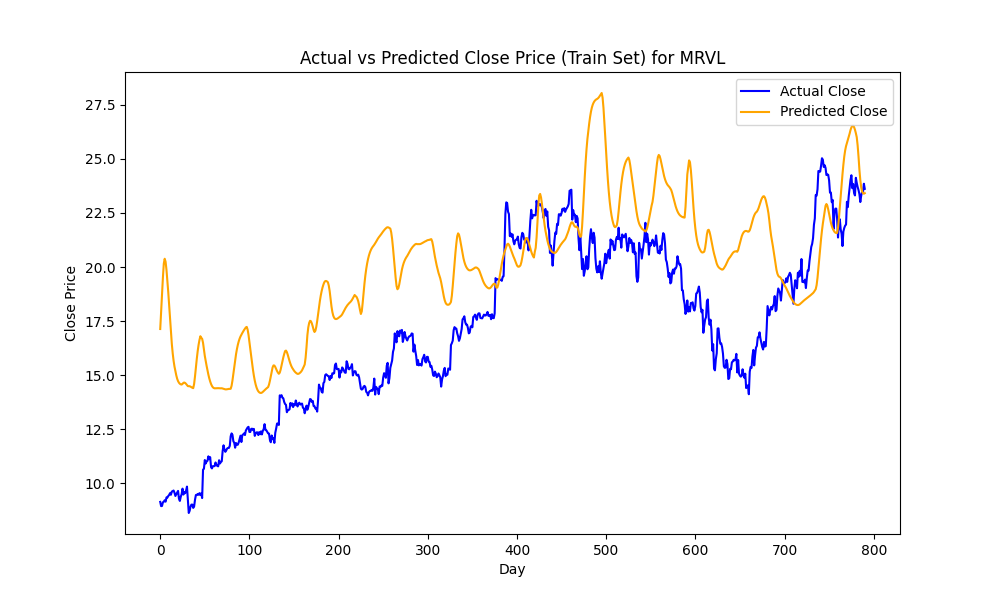 Actual vs Predicted Close Price (Train Set) for MRVL
Actual Close
Predicted Close
Close Price
27.5
25.0
22.5
20.0
17.5
15.0
12.5
10.0
0 100 200 300 400 500 600 700 800
Day